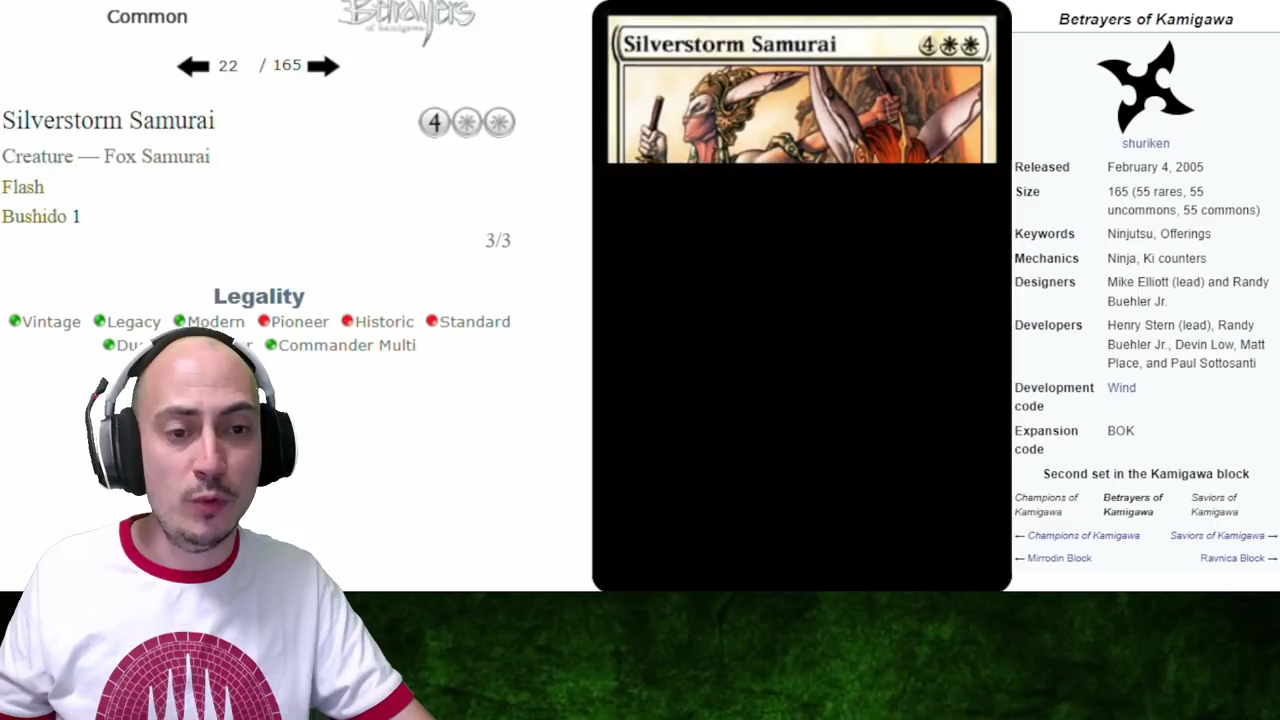 Common
Betrayers
of kamigawa
22 / 165
Silverstorm Samurai
4
Creature — Fox Samurai
Flash
Bushido 1
3/3
Legality
Vintage Legacy Modern Pioneer Historic Standard
Commander Multi
Silverstorm Samurai 4
Betrayers of Kamigawa
shuriken
Released February 4, 2005
Size 165 (55 rares, 55
uncommons, 55 commons)
Keywords Ninjutsu, Offerings
Mechanics Ninja, Ki counters
Designers Mike Elliott (lead) and Randy
Buehler Jr.
Developers Henry Stern (lead), Randy
Buehler Jr., Devin Low, Matt
Place, and Paul Sottosanti
Development Wind
code
Expansion BOK
code
Second set in the Kamigawa block
Champions of Betrayers of Saviors of
Kamigawa Kamigawa Kamigawa
← Champions of Kamigawa Saviors of Kamigawa →
← Mirrodin Block Ravnica Block →